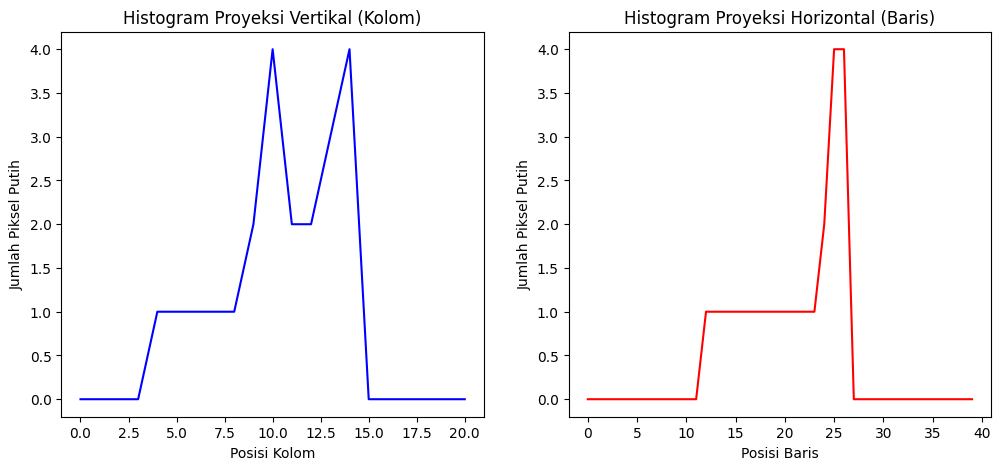 Histogram Proyeksi Vertikal (Kolom)
Jumlah Piksel Putih
4.0
3.5
3.0
2.5
2.0
1.5
1.0
0.5
0.0
0.0 2.5 5.0 7.5 10.0 12.5 15.0 17.5 20.0
Posisi Kolom
Histogram Proyeksi Horizontal (Baris)
Jumlah Piksel Putih
4.0
3.5
3.0
2.5
2.0
1.5
1.0
0.5
0.0
0 5 10 15 20 25 30 35 40
Posisi Baris